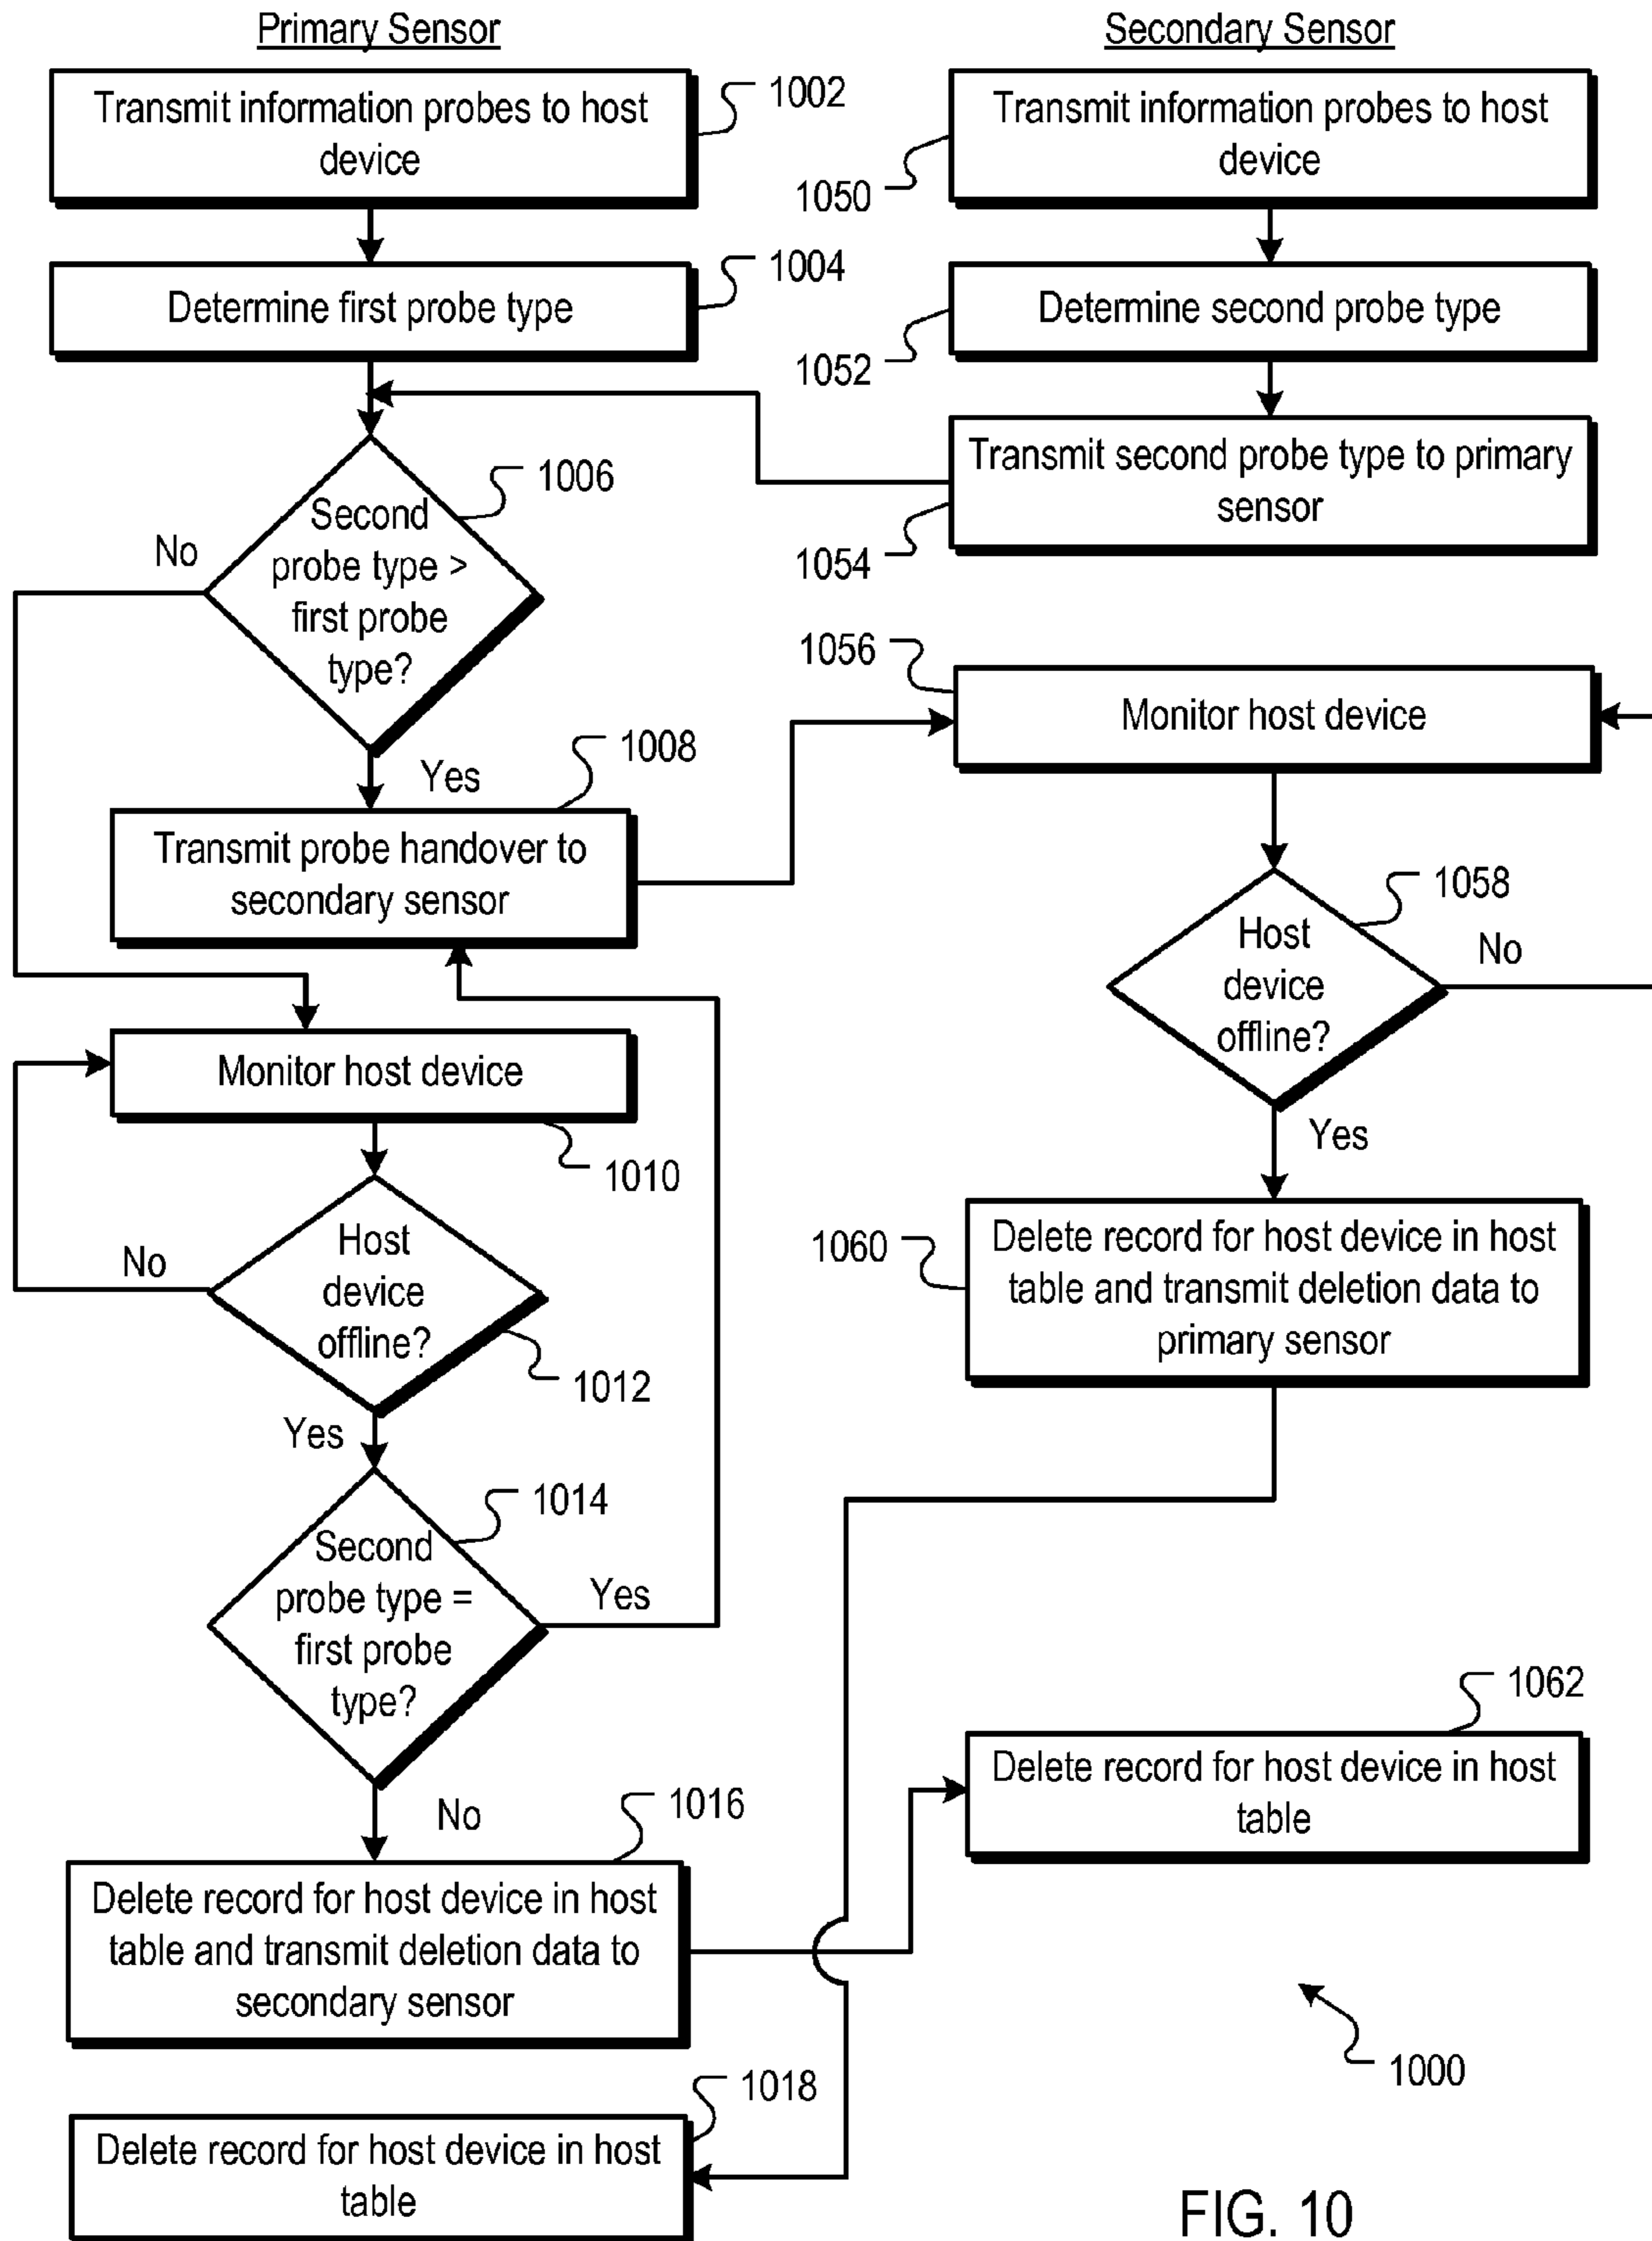 Primary Sensor
Transmit information probes to host
device
1002
Determine first probe type
1004
Second
probe type >
first probe
type?
1006
No
Yes
Transmit probe handover to
secondary sensor
1008
Monitor host device
1010
Host
device
offline?
1012
No
Yes
Second
probe type =
first probe
type?
1014
Yes
No
Delete record for host device in host
table and transmit deletion data to
secondary sensor
1016
Delete record for host device in host
table
1018
Secondary Sensor
Transmit information probes to host
device
1050
Determine second probe type
1052
Transmit second probe type to primary
sensor
1054
1056
Monitor host device
Host
device
offline?
1058
No
Yes
Delete record for host device in host
table and transmit deletion data to
primary sensor
1060
1062
Delete record for host device in host
table
1000
FIG. 10